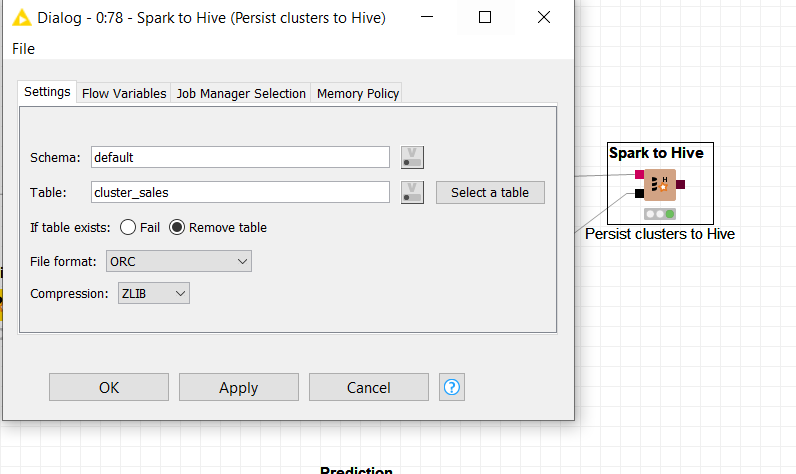 Dialog - 0:78 - Spark to Hive (Persist clusters to Hive)
File
Settings Flow Variables Job Manager Selection Memory Policy
Schema: default V
Table: cluster_sales V Select a table
If table exists: Fail Remove table
File format: ORC
Compression: ZLIB
OK Apply Cancel ?
Spark to Hive
H
Persist clusters to Hive
Prediction